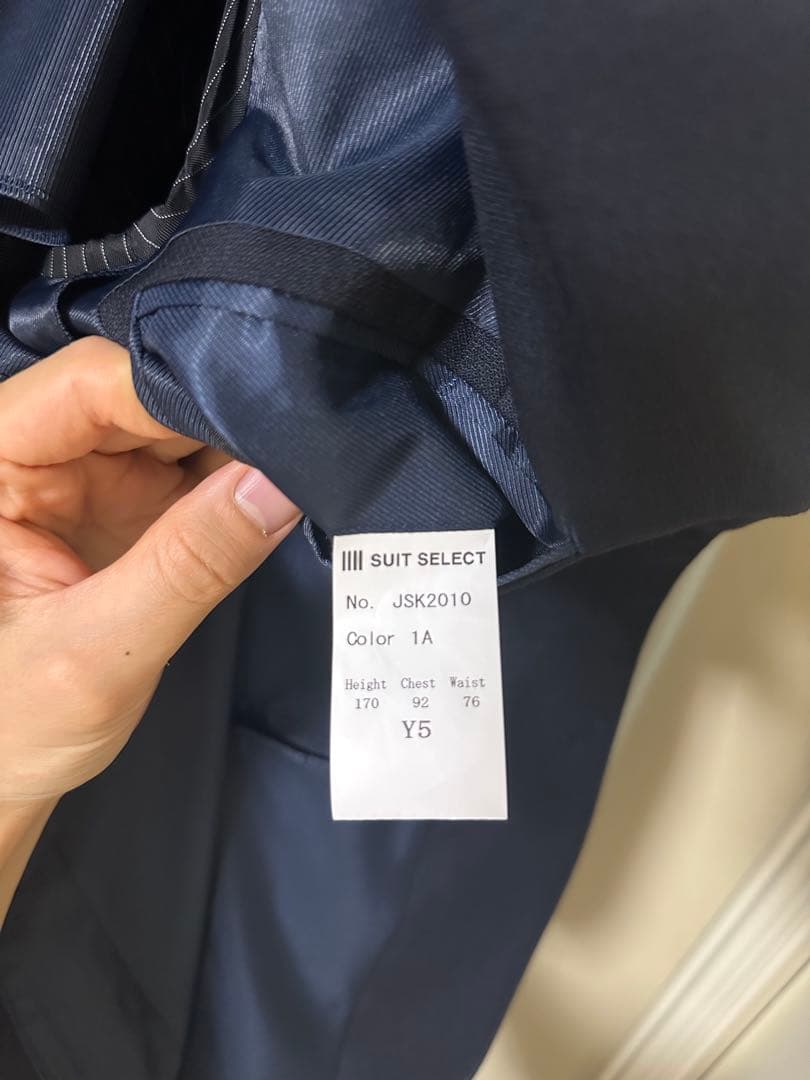 SUIT SELECT
No. JSK2010
Color 1A
Height Chest Waist
170 92 76
Y5